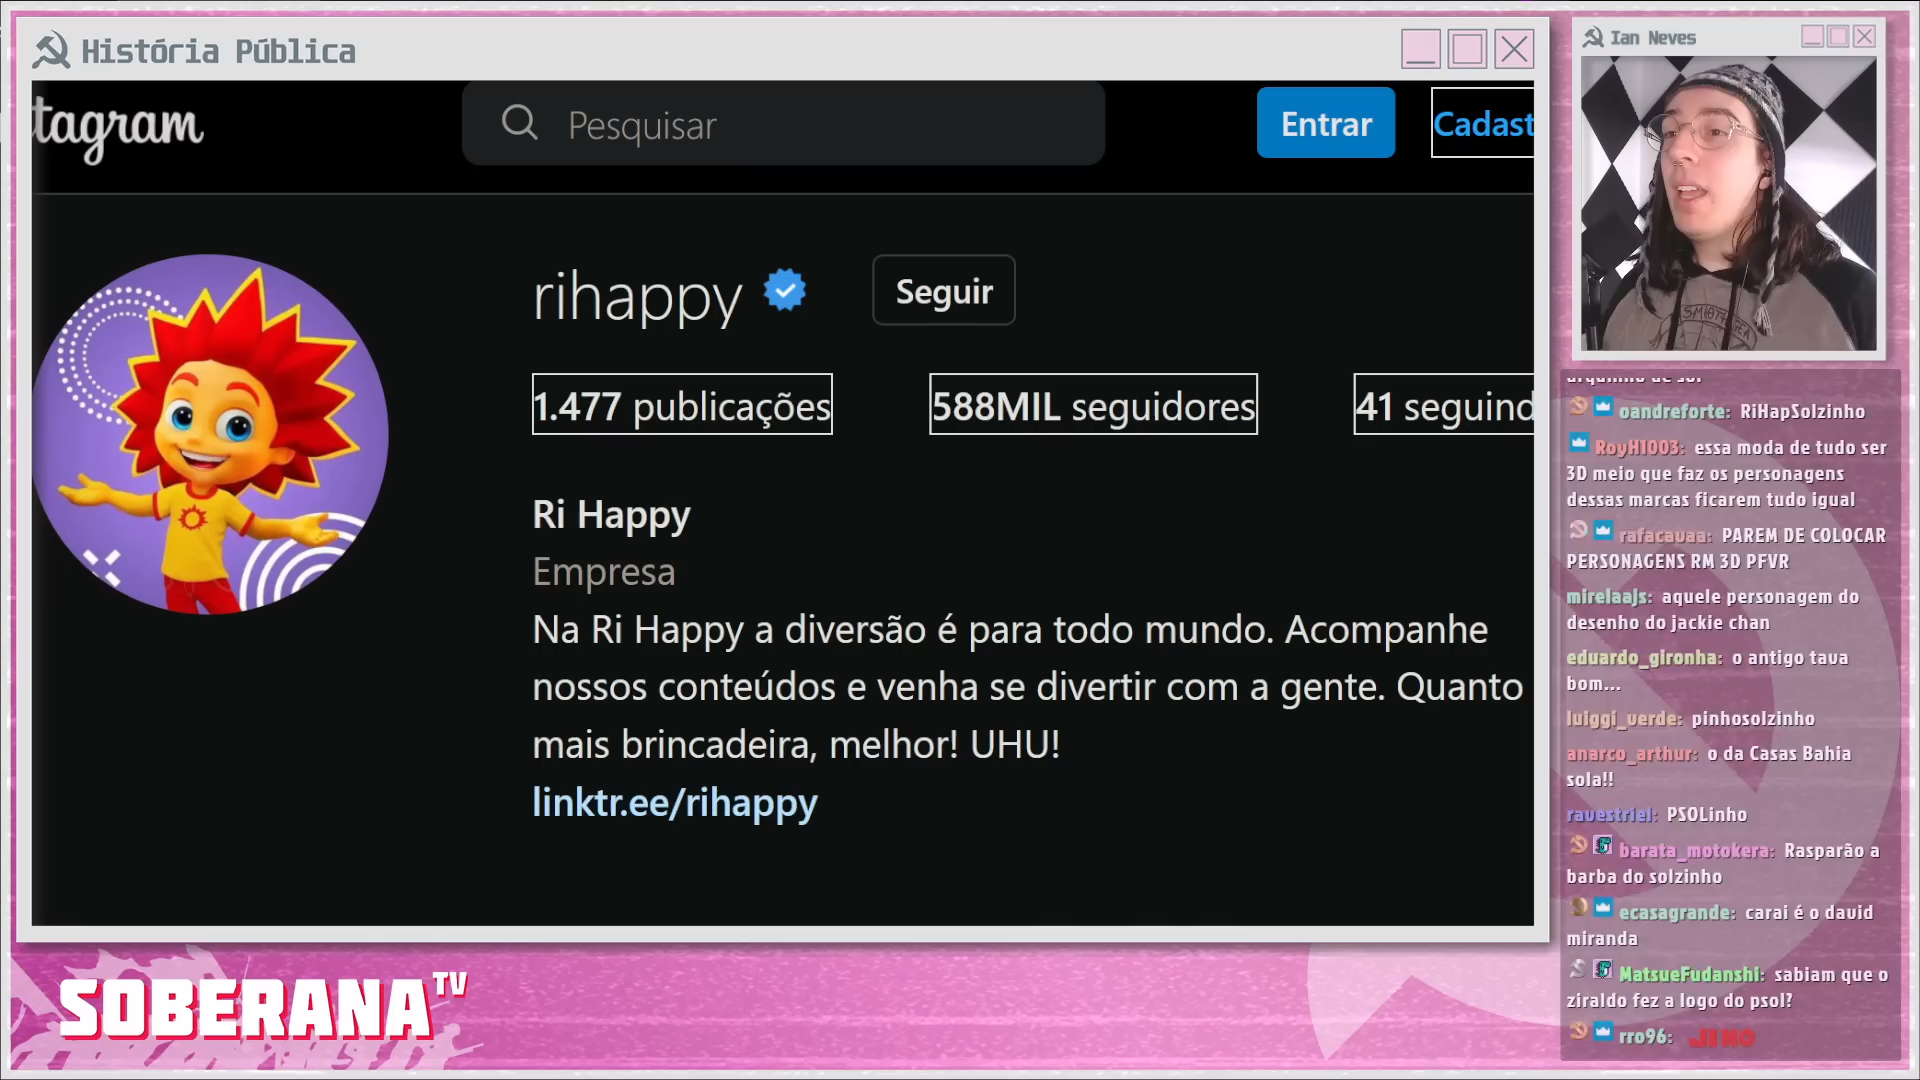 História Pública
tagram
Pesquisar
Entrar
Cadast
rihappy
Seguir
1.477 publicações
588MIL seguidores
41 seguind
Ri Happy
Empresa
Na Ri Happy a diversão é para todo mundo. Acompanhe
nossos conteúdos e venha se divertir com a gente. Quanto
mais brincadeira, melhor! UHU!
linktr.ee/rihappy
SOBERANA TV
Ian Neves
oandreforte: RiHapSolzinho
RoyH1003: essa moda de tudo ser
3D meio que faz os personagens
dessas marcas ficarem tudo igual
rafacavaa: PAREM DE COLOCAR
PERSONAGENS RM 3D PFVR
mirelaajs: aquele personagem do
desenho do jackie chan
eduardo_gironha: o antigo tava
bom...
luiggi_verde: pinhosolzinho
anarco_arthur: o da Casas Bahia
sola!!
ravestriel: PSOLinho
barata_motokera: Rasparão a
barba do solzinho
ecasagrande: carai é o david
miranda
MatsueFudanshi: sabiam que o
ziraldo fez a logo do psol?
rro96: